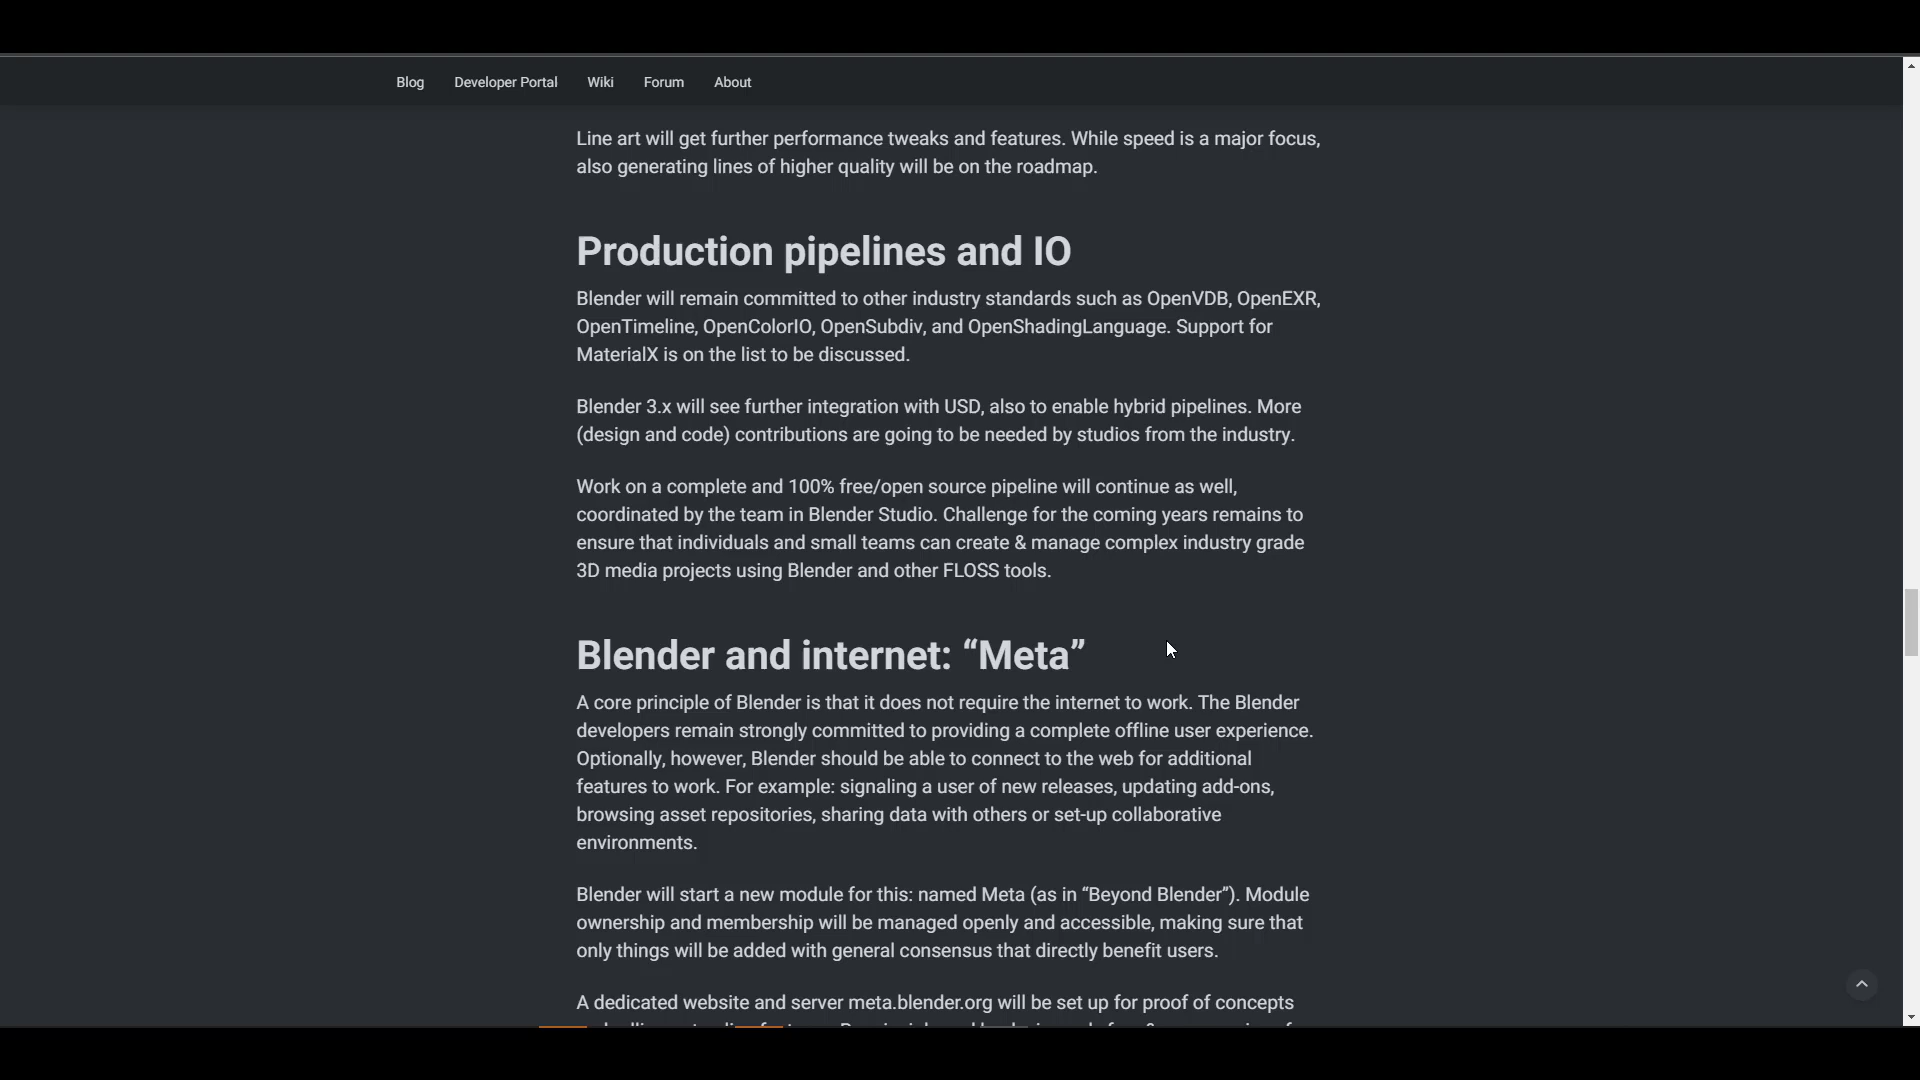 Blog Developer Portal Wiki Forum About
Line art will get further performance tweaks and features. While speed is a major focus,
also generating lines of higher quality will be on the roadmap.
Production pipelines and IO
Blender will remain committed to other industry standards such as OpenVDB, OpenEXR,
OpenTimeline, OpenColorIO, OpenSubdiv, and OpenShadingLanguage. Support for
MaterialX is on the list to be discussed.
Blender 3.x will see further integration with USD, also to enable hybrid pipelines. More
(design and code) contributions are going to be needed by studios from the industry.
Work on a complete and 100% free/open source pipeline will continue as well,
coordinated by the team in Blender Studio. Challenge for the coming years remains to
ensure that individuals and small teams can create & manage complex industry grade
3D media projects using Blender and other FLOSS tools.
Blender and internet: “Meta”
A core principle of Blender is that it does not require the internet to work. The Blender
developers remain strongly committed to providing a complete offline user experience.
Optionally, however, Blender should be able to connect to the web for additional
features to work. For example: signaling a user of new releases, updating add-ons,
browsing asset repositories, sharing data with others or set-up collaborative
environments.
Blender will start a new module for this: named Meta (as in “Beyond Blender”). Module
ownership and membership will be managed openly and accessible, making sure that
only things will be added with general consensus that directly benefit users.
A dedicated website and server meta.blender.org will be set up for proof of concepts